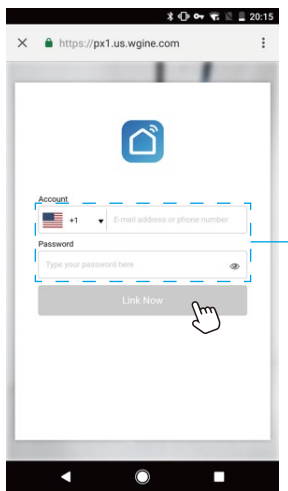 20:15
https://px1.us.wgine.com
Account
+1 E-mail address or phone number
Password
Type your password here
Link Now